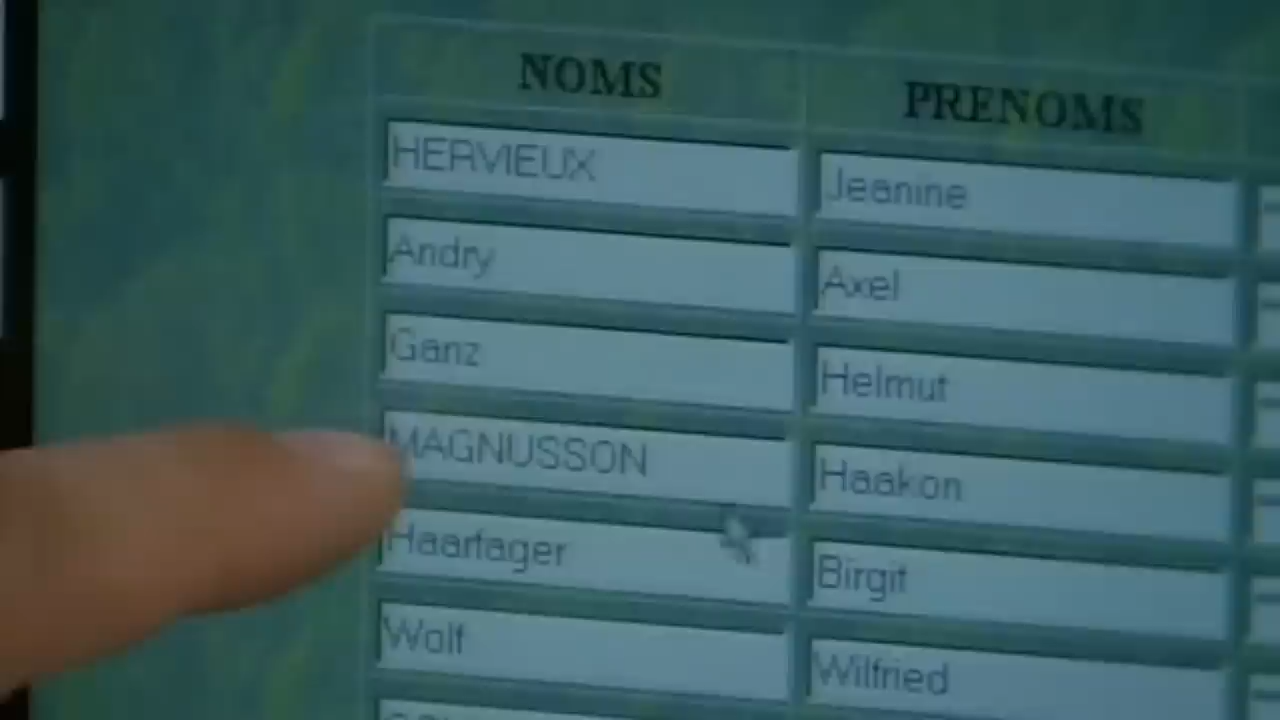 NOMS PRENOMS
HERVIEUX Jeanine
Andry Axel
Ganz Helmut
MAGNUSSON Haakon
Haarfager Birgit
Wolf Wilfried